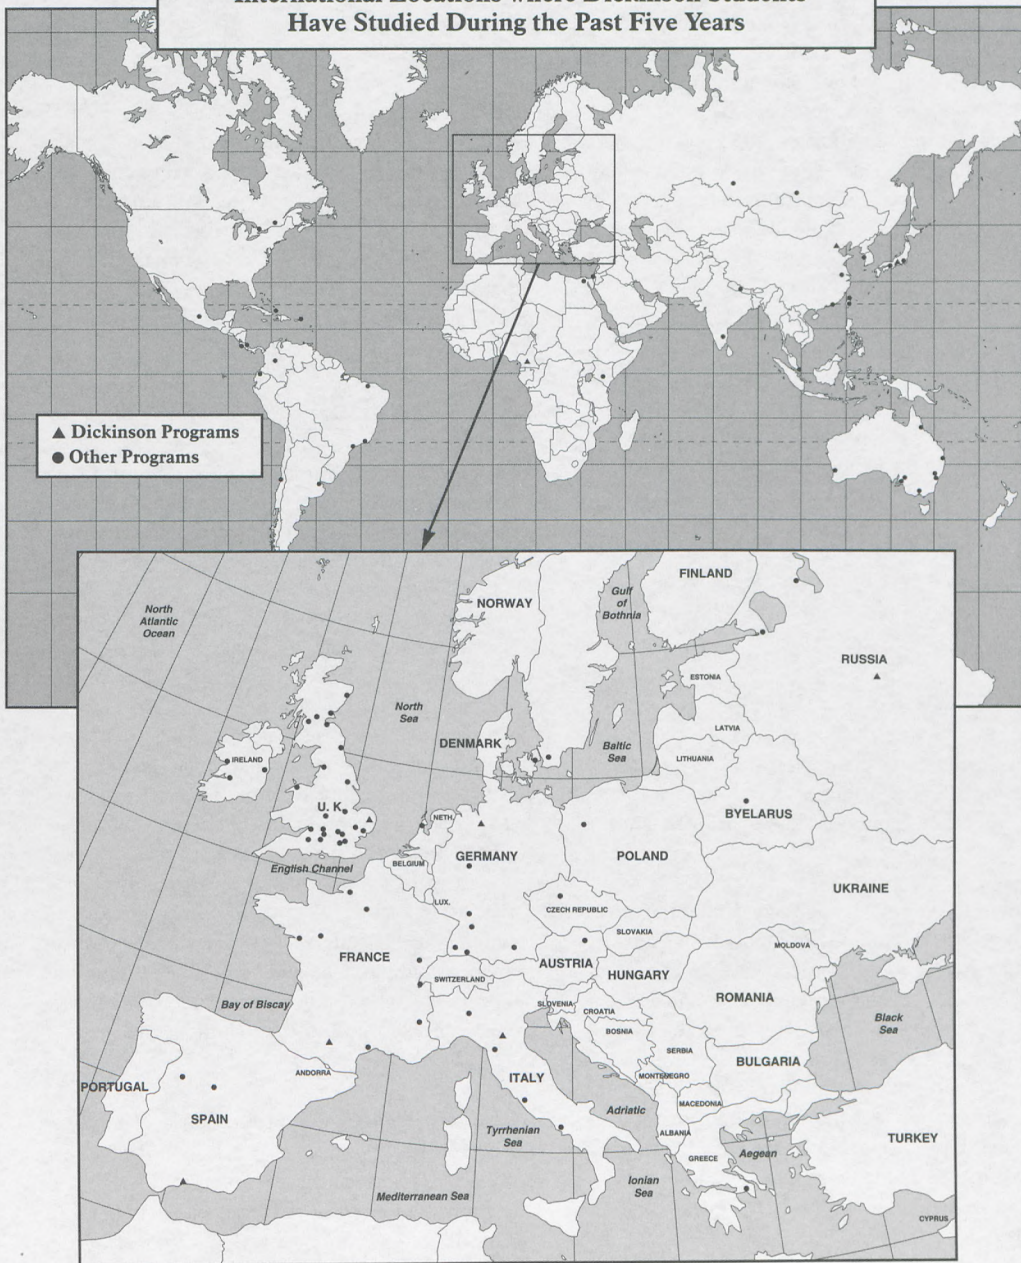 International Locations where Dickinson Students
Have Studied During the Past Five Years
▲ Dickinson Programs
● Other Programs
North
Atlantic
Ocean
NORWAY
FINLAND
Gulf
of
Bothnia
RUSSIA
ESTONIA
North
Sea
LATVIA
DENMARK
Baltic
Sea
LITHUANIA
IRELAND
U. K.
BYELARUS
NETH.
GERMANY
POLAND
English Channel
BELGIUM
UKRAINE
LUX.
CZECH REPUBLIC
SLOVAKIA
MOLDOVA
FRANCE
AUSTRIA
SWITZERLAND
HUNGARY
ROMANIA
Bay of Biscay
SLOVENIA
CROATIA
Black
Sea
BOSNIA
SERBIA
BULGARIA
ANDORRA
ITALY
MONTENEGRO
PORTUGAL
MACEDONIA
SPAIN
Adriatic
Tyrrhenian
Sea
ALBANIA
TURKEY
GREECE
Aegean
Ionian
Sea
Mediterranean Sea
CYPRUS